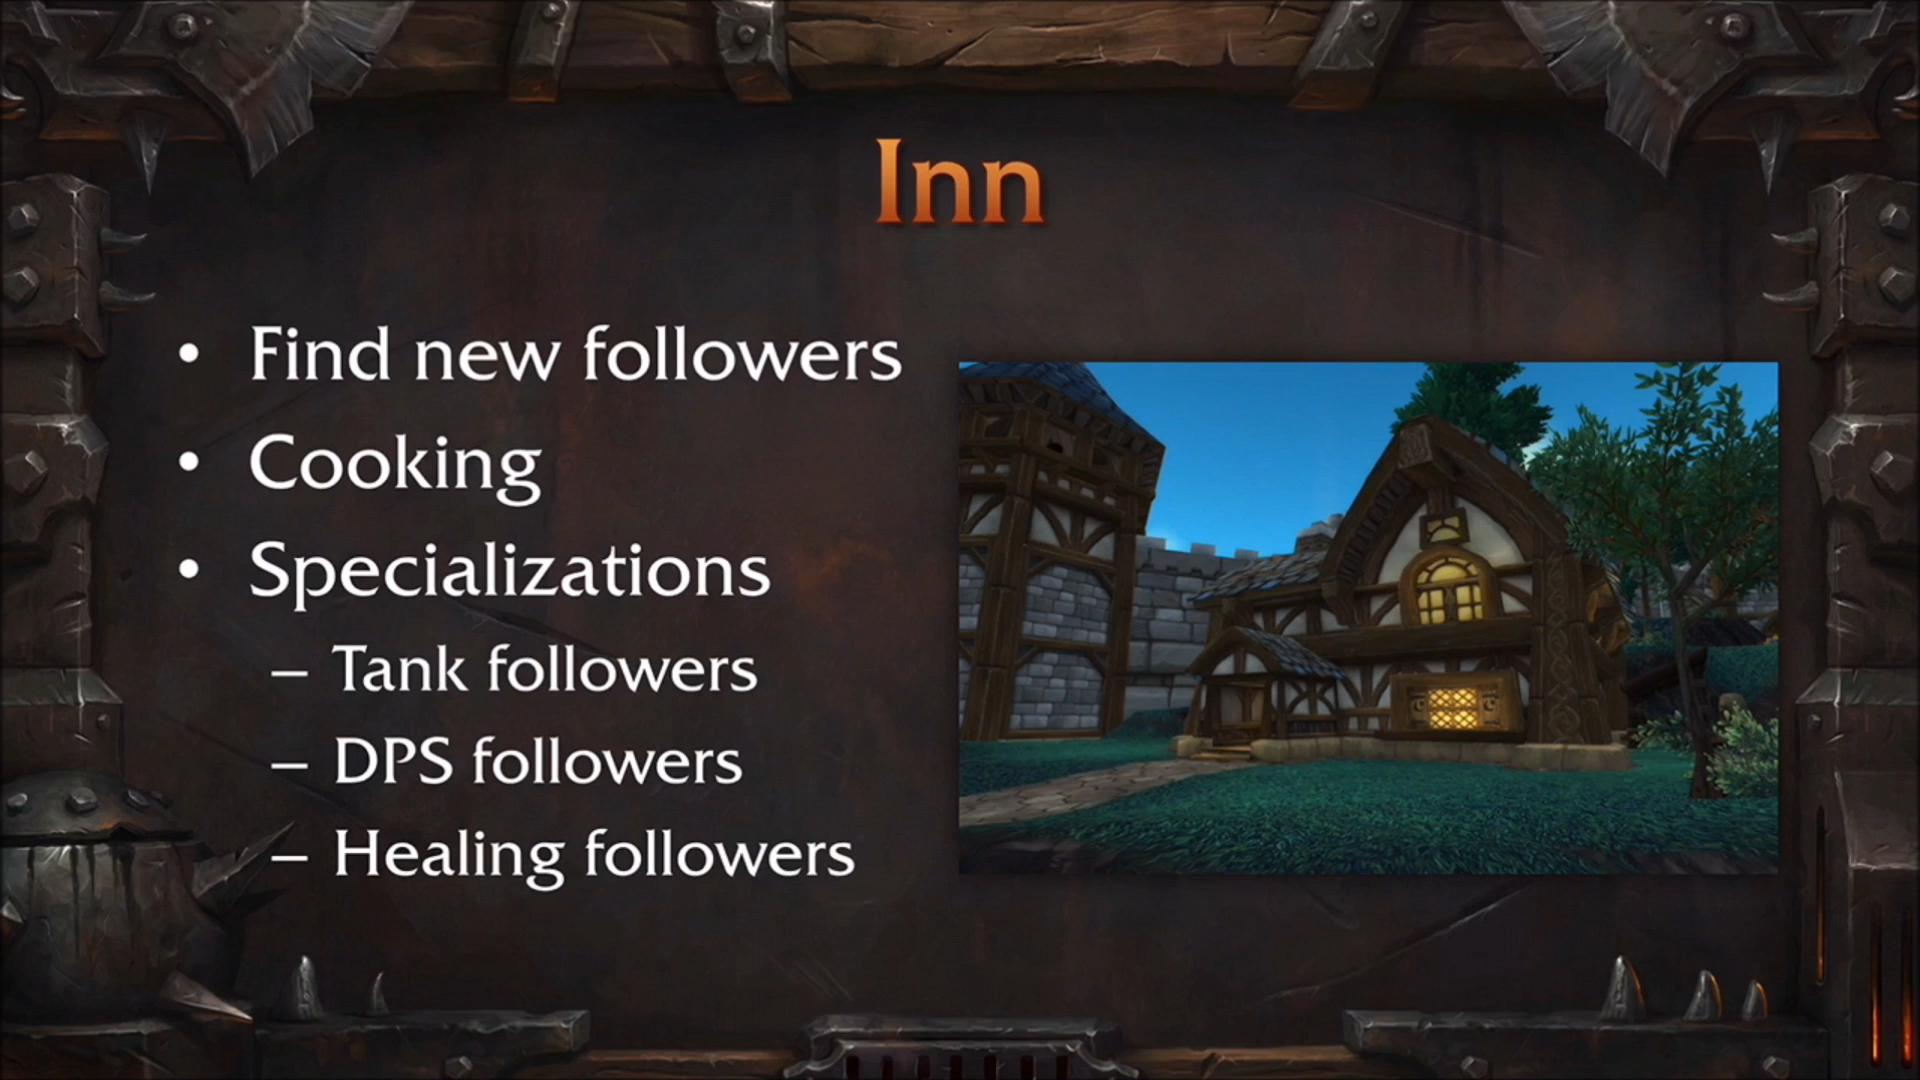 Inn
• Find new followers
• Cooking
• Specializations
– Tank followers
– DPS followers
– Healing followers